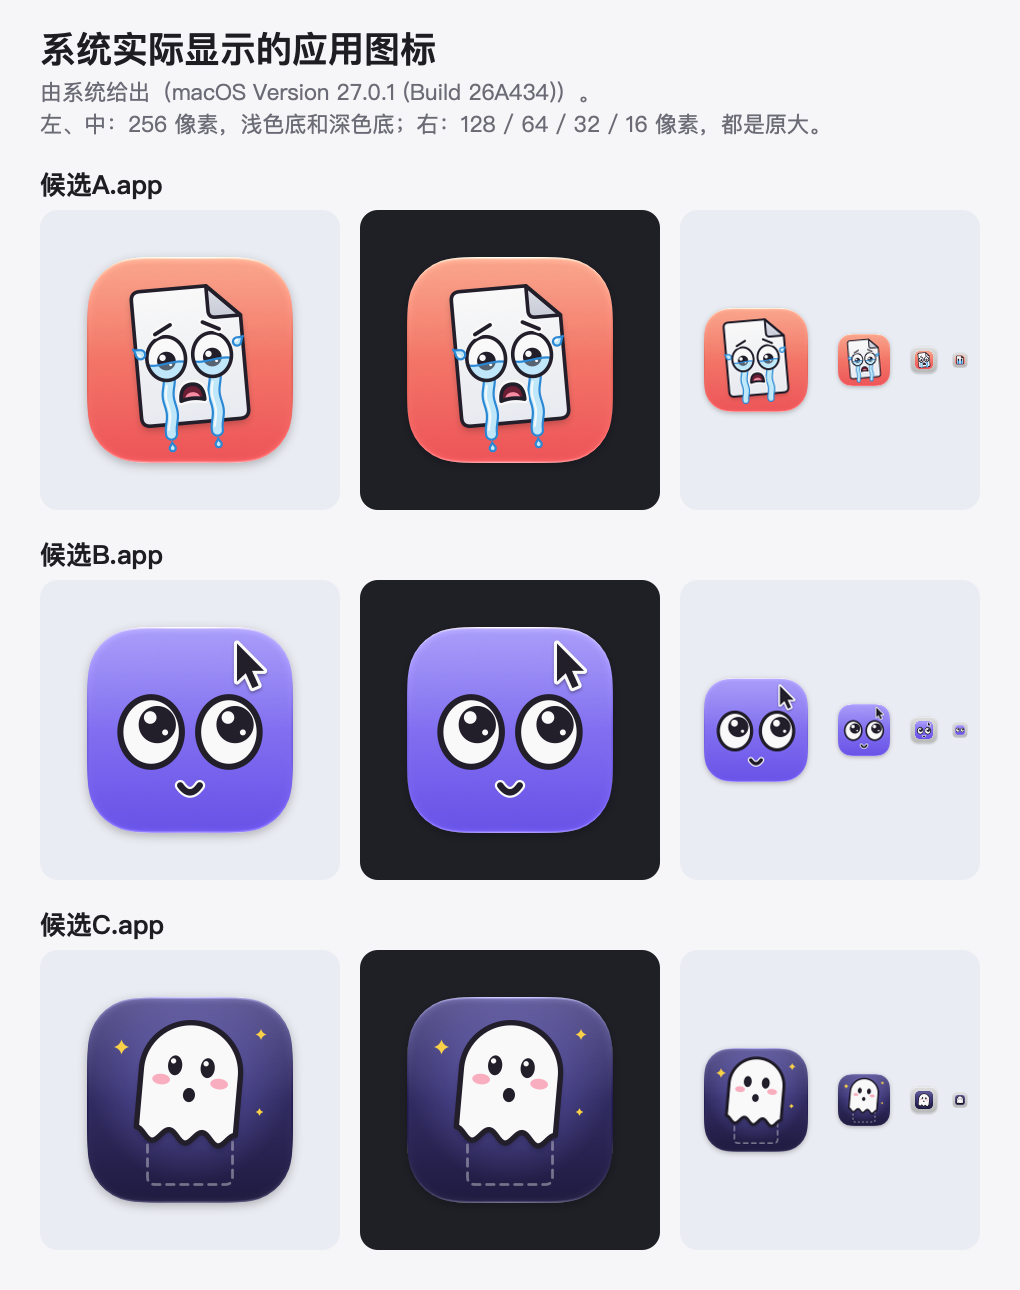 系统实际显示的应用图标
由系统给出（macOS Version 27.0.1 (Build 26A434)）。
左、中：256 像素，浅色底和深色底；右：128 / 64 / 32 / 16 像素，都是原大。
候选A.app
候选B.app
候选C.app